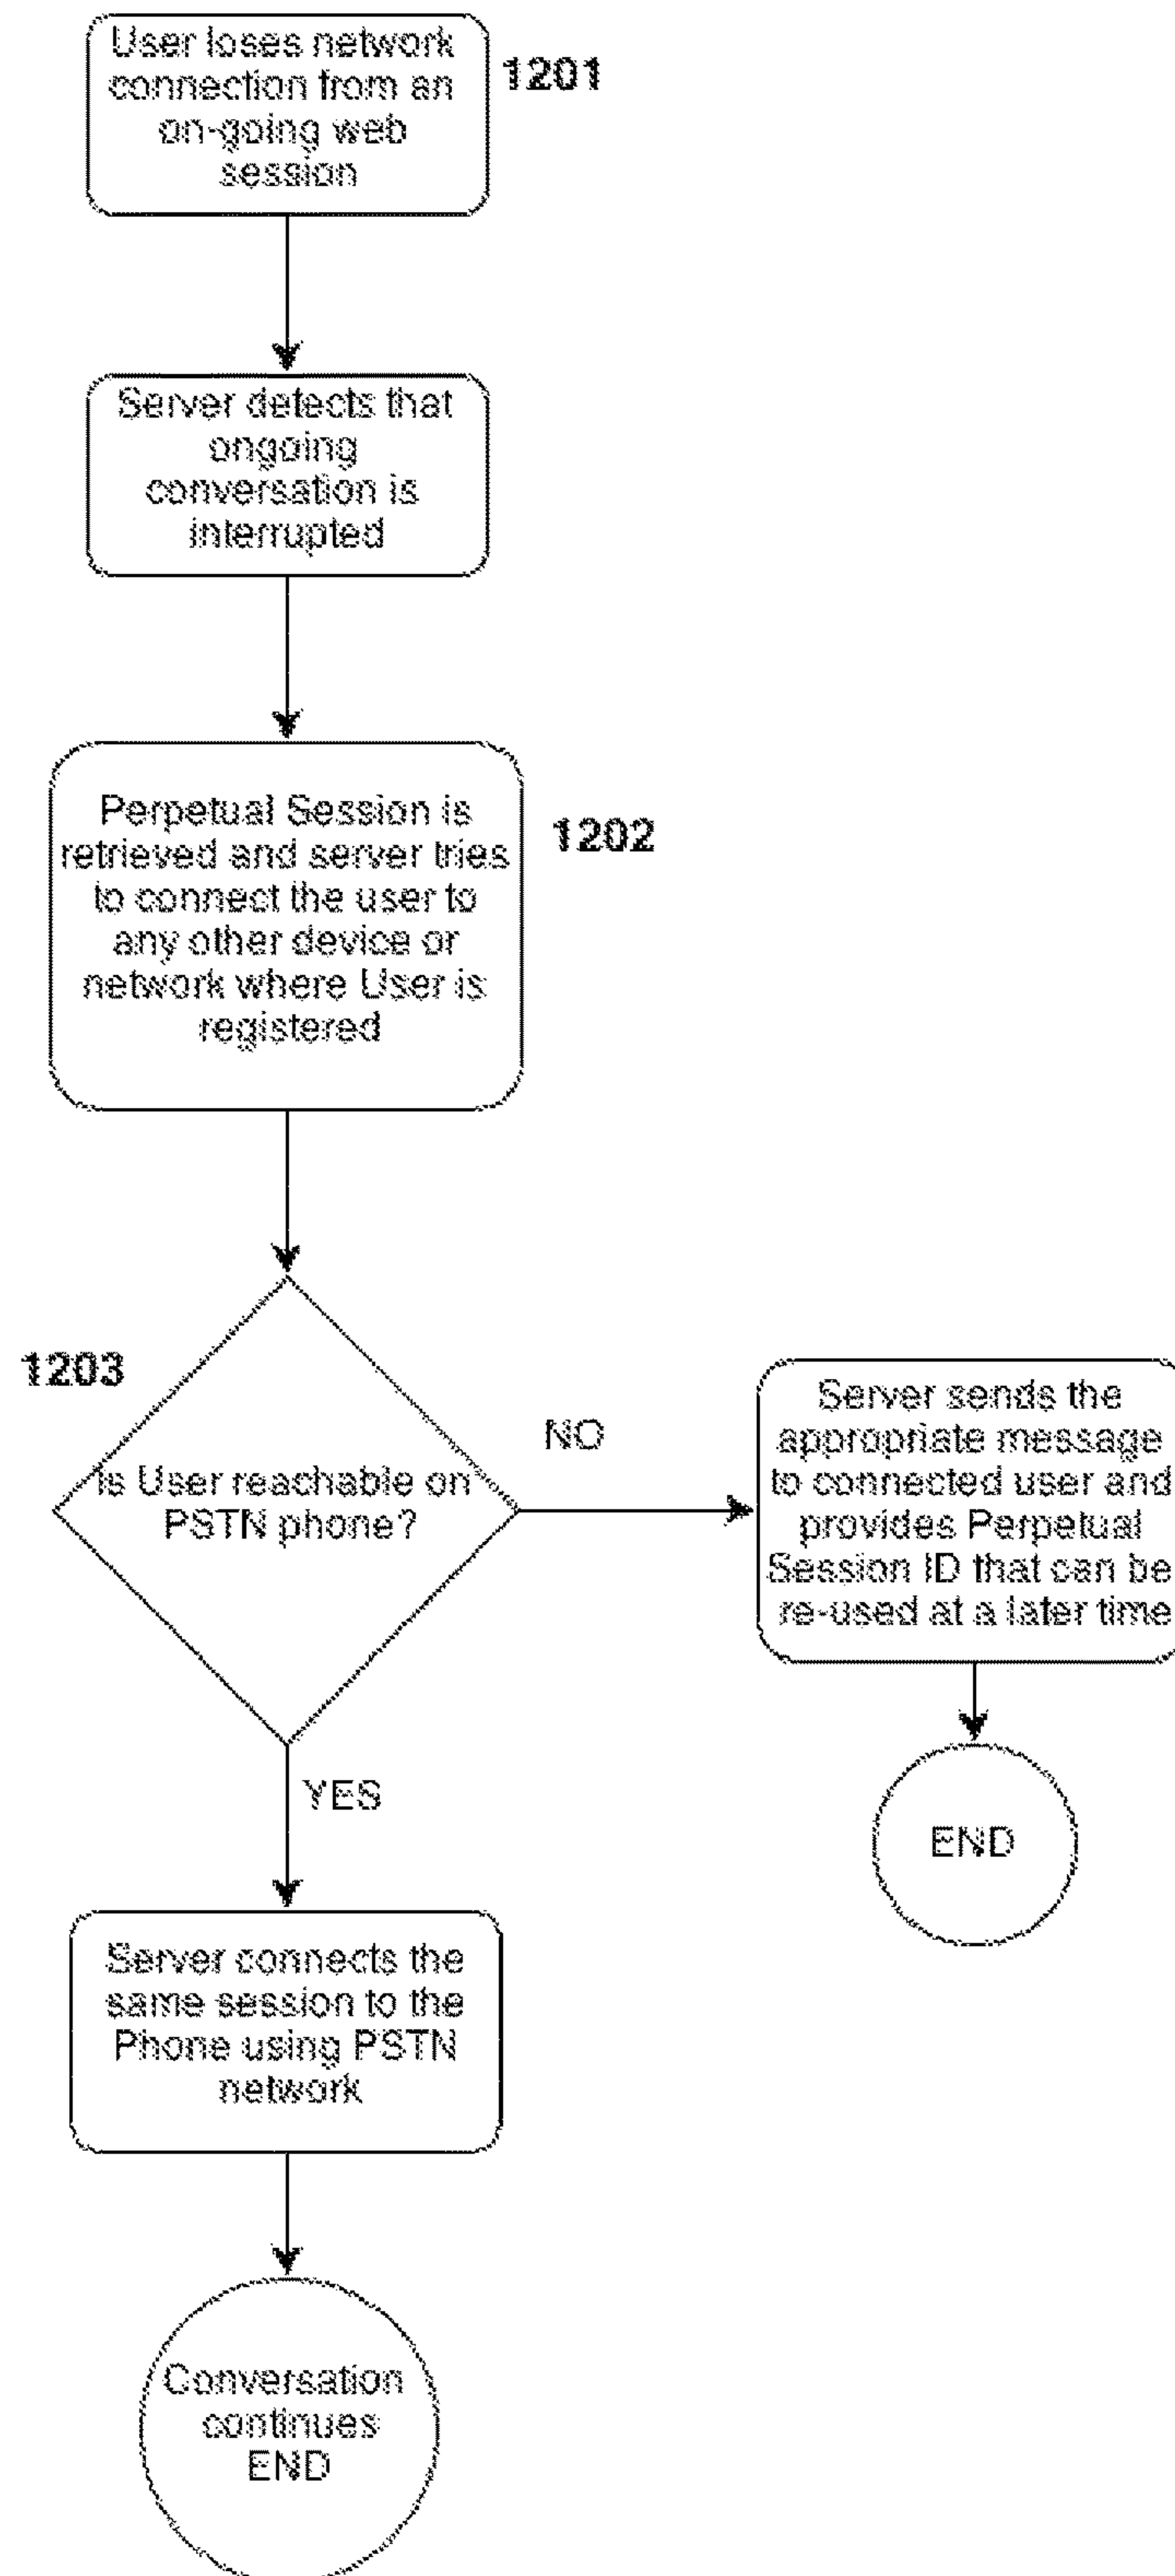 User loses network
connection from an
on-going web
session
1201
Server detects that
ongoing
conversation is
interrupted
Perpetual Session is
retrieved and server tries
to connect the user to
any other device or
network where User is
registered
1202
1203
Is User reachable on
PSTN phone?
NO
Server sends the
appropriate message
to connected user and
provides Perpetual
Session ID that can be
re-used at a later time
END
YES
Server connects the
same session to the
Phone using PSTN
network
Conversation
continues
END